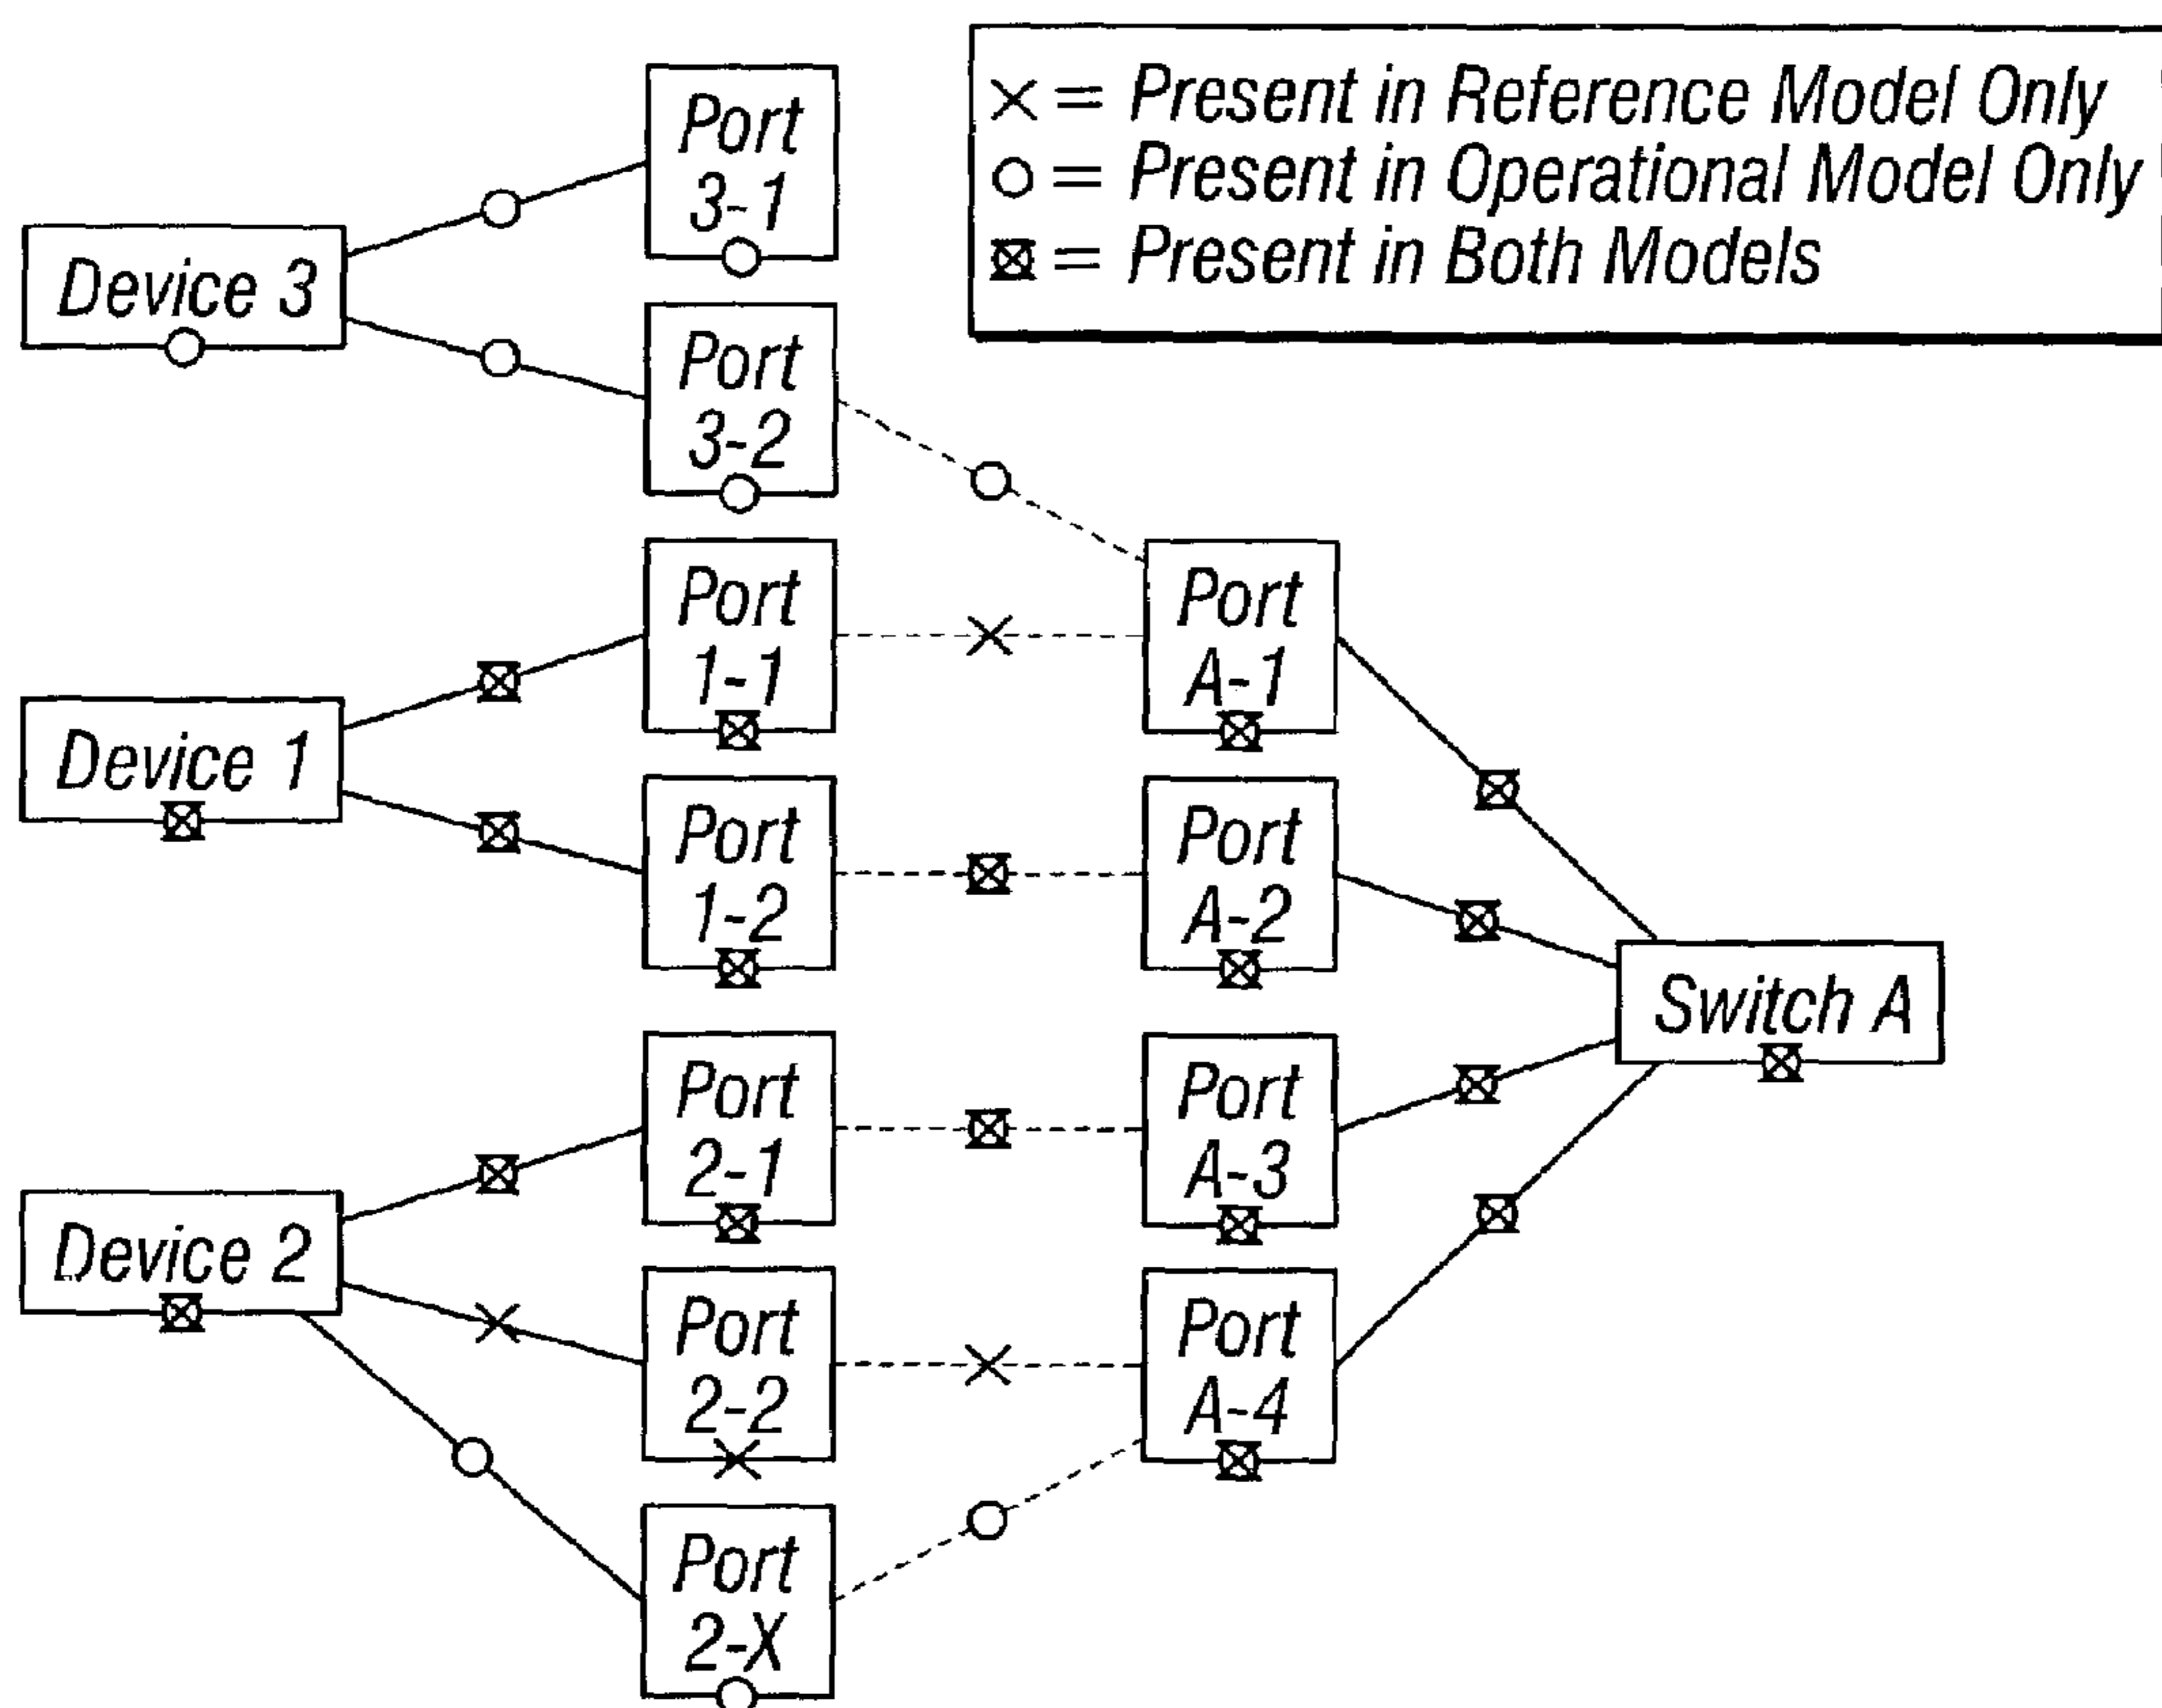 × = Present in Reference Model Only
○ = Present in Operational Model Only
⊠ = Present in Both Models
Port
3-1
Device 3
Port
3-2
Port
1-1
Port
A-1
Device 1
Port
1-2
Port
A-2
Switch A
Port
2-1
Port
A-3
Device 2
Port
2-2
Port
A-4
Port
2-X